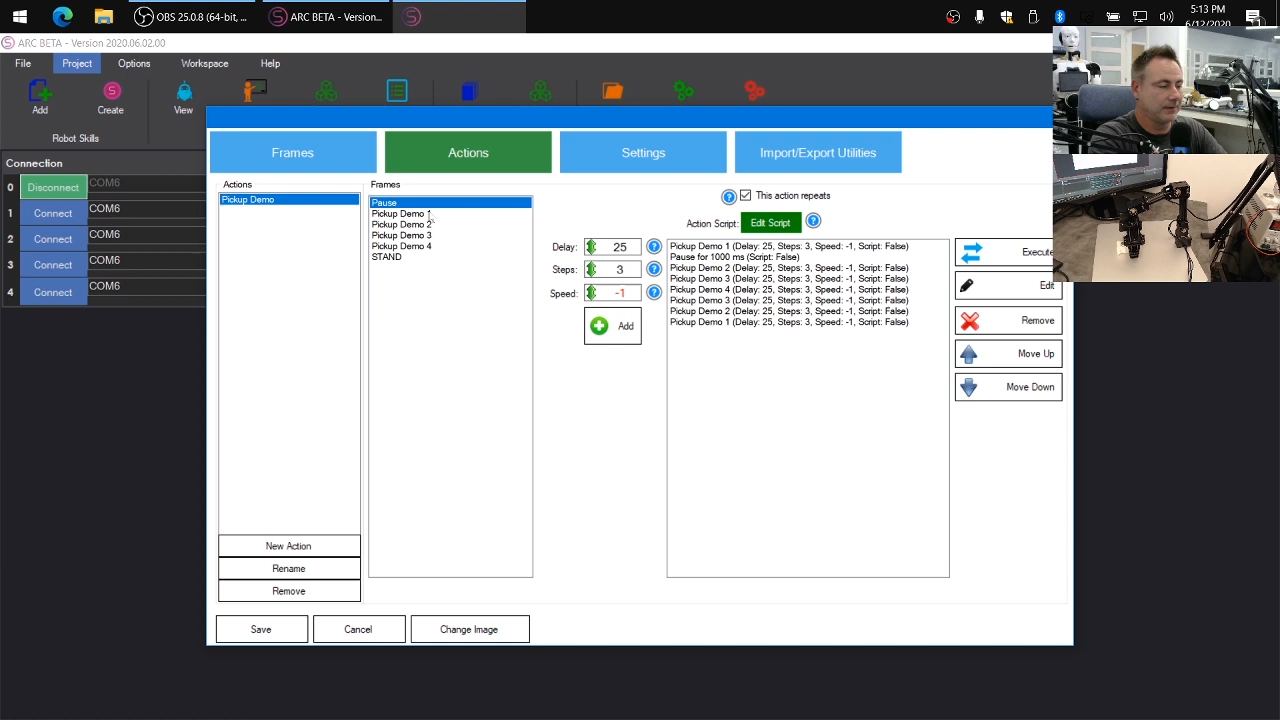 OBS 25.0.8 (64-bit, ...
ARC BETA - Version...
5:13 PM
6/12/2020
ARC BETA - Version 2020.06.02.00
File
Project
Options
Workspace
Help
Add
Create
View
Robot Skills
Connection
0 Disconnect COM6
1 Connect COM6
2 Connect COM6
3 Connect COM6
4 Connect COM6
Frames
Actions
Settings
Import/Export Utilities
Actions
Pickup Demo
New Action
Rename
Remove
Frames
Pause
Pickup Demo 1
Pickup Demo 2
Pickup Demo 3
Pickup Demo 4
STAND
Delay: 25
Steps: 3
Speed: -1
Add
This action repeats
Action Script: Edit Script
Pickup Demo 1 (Delay: 25, Steps: 3, Speed: -1, Script: False)
Pause for 1000 ms (Script: False)
Pickup Demo 2 (Delay: 25, Steps: 3, Speed: -1, Script: False)
Pickup Demo 3 (Delay: 25, Steps: 3, Speed: -1, Script: False)
Pickup Demo 4 (Delay: 25, Steps: 3, Speed: -1, Script: False)
Pickup Demo 3 (Delay: 25, Steps: 3, Speed: -1, Script: False)
Pickup Demo 2 (Delay: 25, Steps: 3, Speed: -1, Script: False)
Pickup Demo 1 (Delay: 25, Steps: 3, Speed: -1, Script: False)
Execute
Edit
Remove
Move Up
Move Down
Save
Cancel
Change Image